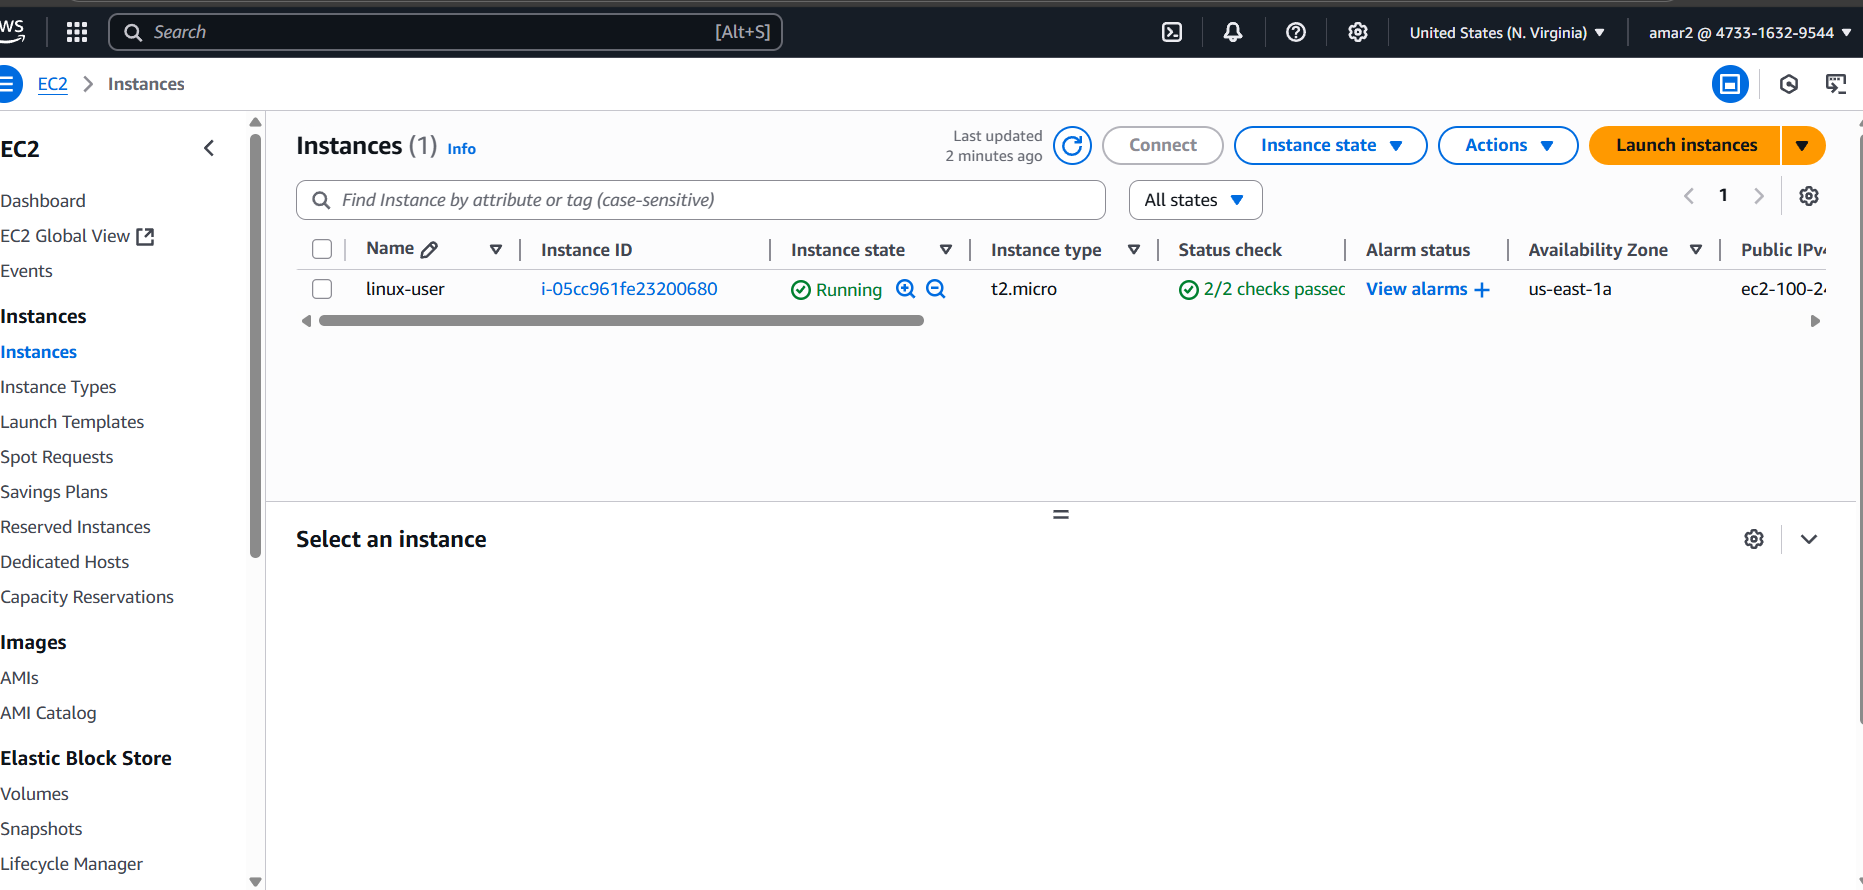 WS
Search
[Alt+S]
United States (N. Virginia)
amar2 @ 4733-1632-9544
EC2
Instances
EC2
Dashboard
EC2 Global View
Events
Instances
Instances
Instance Types
Launch Templates
Spot Requests
Savings Plans
Reserved Instances
Dedicated Hosts
Capacity Reservations
Images
AMIs
AMI Catalog
Elastic Block Store
Volumes
Snapshots
Lifecycle Manager
Instances (1) Info
Last updated
2 minutes ago
Connect
Instance state
Actions
Launch instances
Find Instance by attribute or tag (case-sensitive)
All states
1
Name Instance ID Instance state Instance type Status check Alarm status Availability Zone Public IPv4
linux-user i-05cc961fe23200680 Running t2.micro 2/2 checks passed View alarms + us-east-1a ec2-100-24
Select an instance